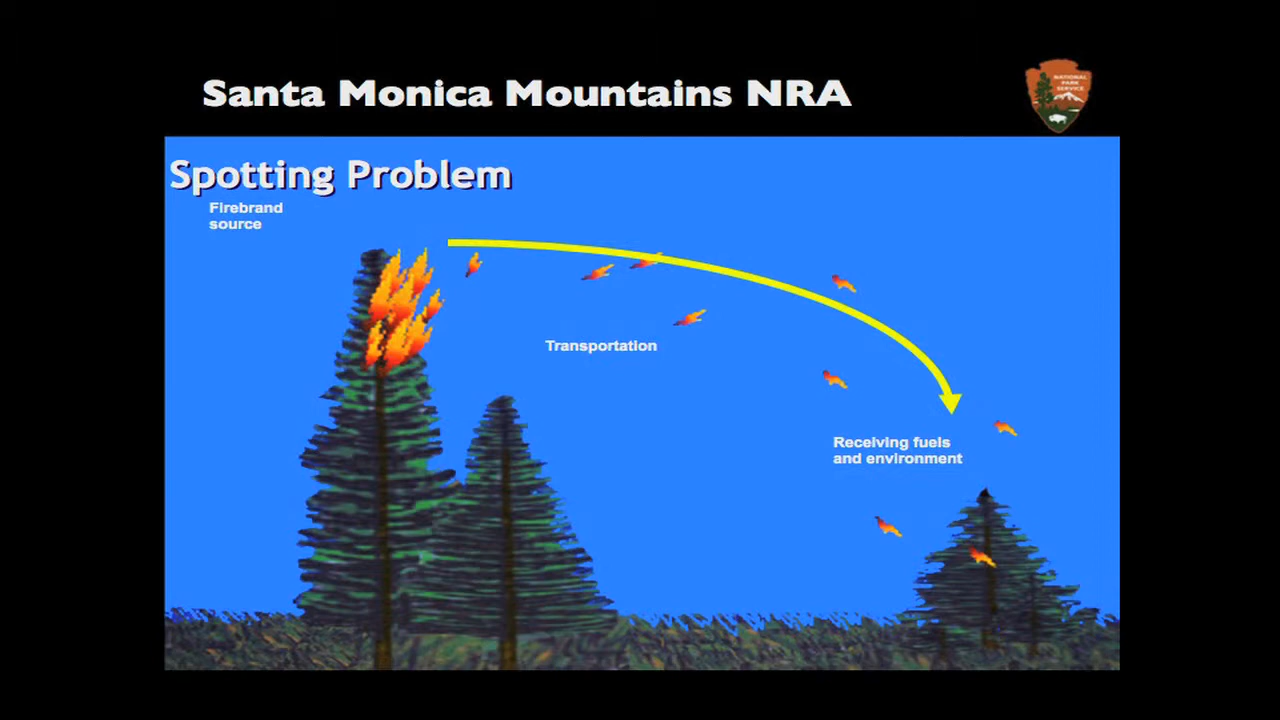 Santa Monica Mountains NRA
NATIONAL
PARK
SERVICE
Spotting Problem
Firebrand
source
Transportation
Receiving fuels
and environment